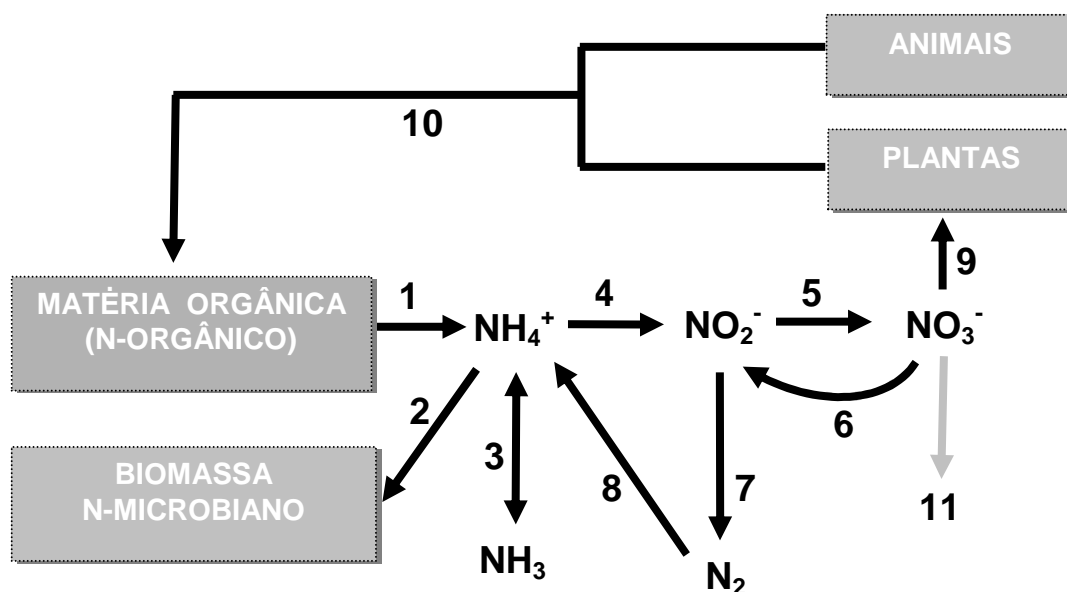 ANIMAIS
10
PLANTAS
9
MATÉRIA ORGÂNICA
(N-ORGÂNICO)
1
NH₄⁺
4
NO₂⁻
5
NO₃⁻
2
3
8
7
6
11
BIOMASSA
N-MICROBIANO
NH₃
N₂